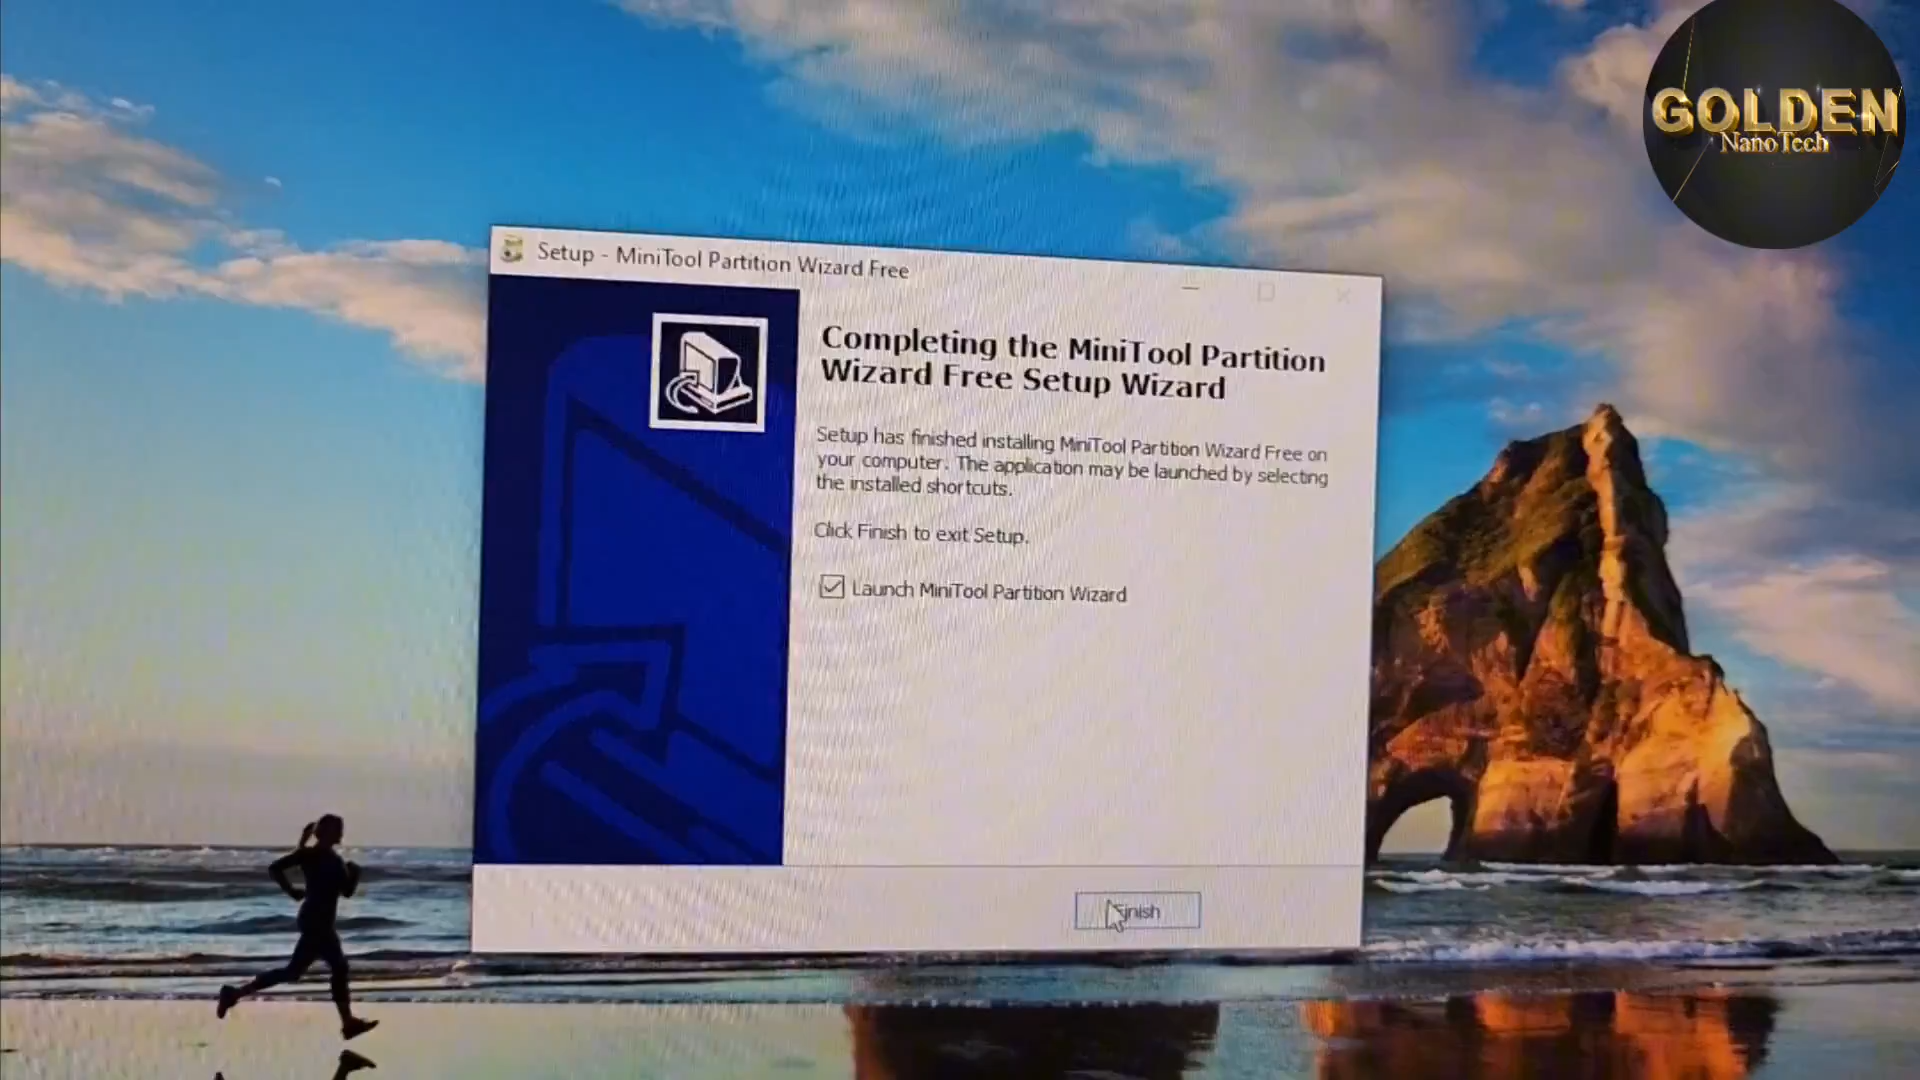 GOLDEN
NanoTech
Setup - MiniTool Partition Wizard Free
Completing the MiniTool Partition
Wizard Free Setup Wizard
Setup has finished installing MiniTool Partition Wizard Free on
your computer. The application may be launched by selecting
the installed shortcuts.
Click Finish to exit Setup.
Launch MiniTool Partition Wizard
Finish